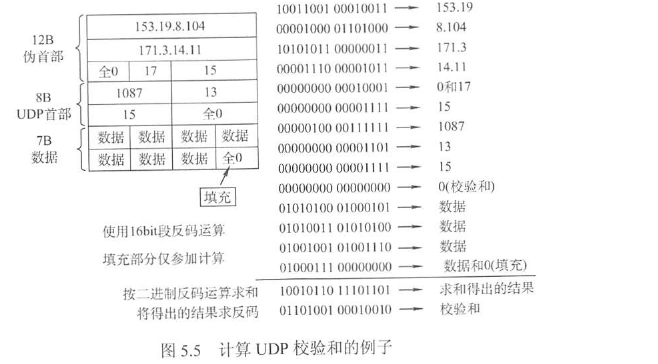 12B
伪首部
153.19.8.104
171.3.14.11
全0 17 15
8B
UDP首部
1087 13
15 全0
7B
数据
数据 数据 数据 数据
数据 数据 数据 全0
填充
使用16bit段反码运算
填充部分仅参加计算
10011001 00010011 → 153.19
00001000 01101000 → 8.104
10101011 00000011 → 171.3
00001110 00001011 → 14.11
00000000 00010001 → 0和17
00000000 00001111 → 15
00000100 00111111 → 1087
00000000 00001101 → 13
00000000 00001111 → 15
00000000 00000000 → 0(校验和)
01010100 01000101 → 数据
01010011 01010100 → 数据
01001001 01001110 → 数据
01000111 00000000 → 数据和0(填充)
按二进制反码运算求和 10010110 11101101 → 求和得出的结果
将得出的结果求反码 01101001 00010010 → 校验和
图 5.5 计算 UDP 校验和的例子